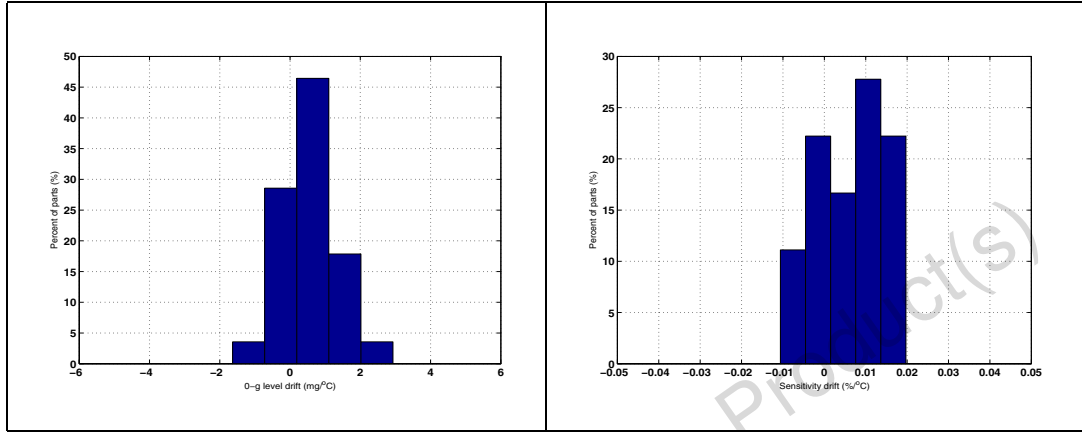 50
45
40
35
30
25
20
15
10
5
0
Percent of parts (%)
−6 −4 −2 0 2 4 6
0−g level drift (mg/°C)
30
25
20
15
10
5
0
Percent of parts (%)
−0.05 −0.04 −0.03 −0.02 −0.01 0 0.01 0.02 0.03 0.04 0.05
Sensitivity drift (%/°C)
Product(s)